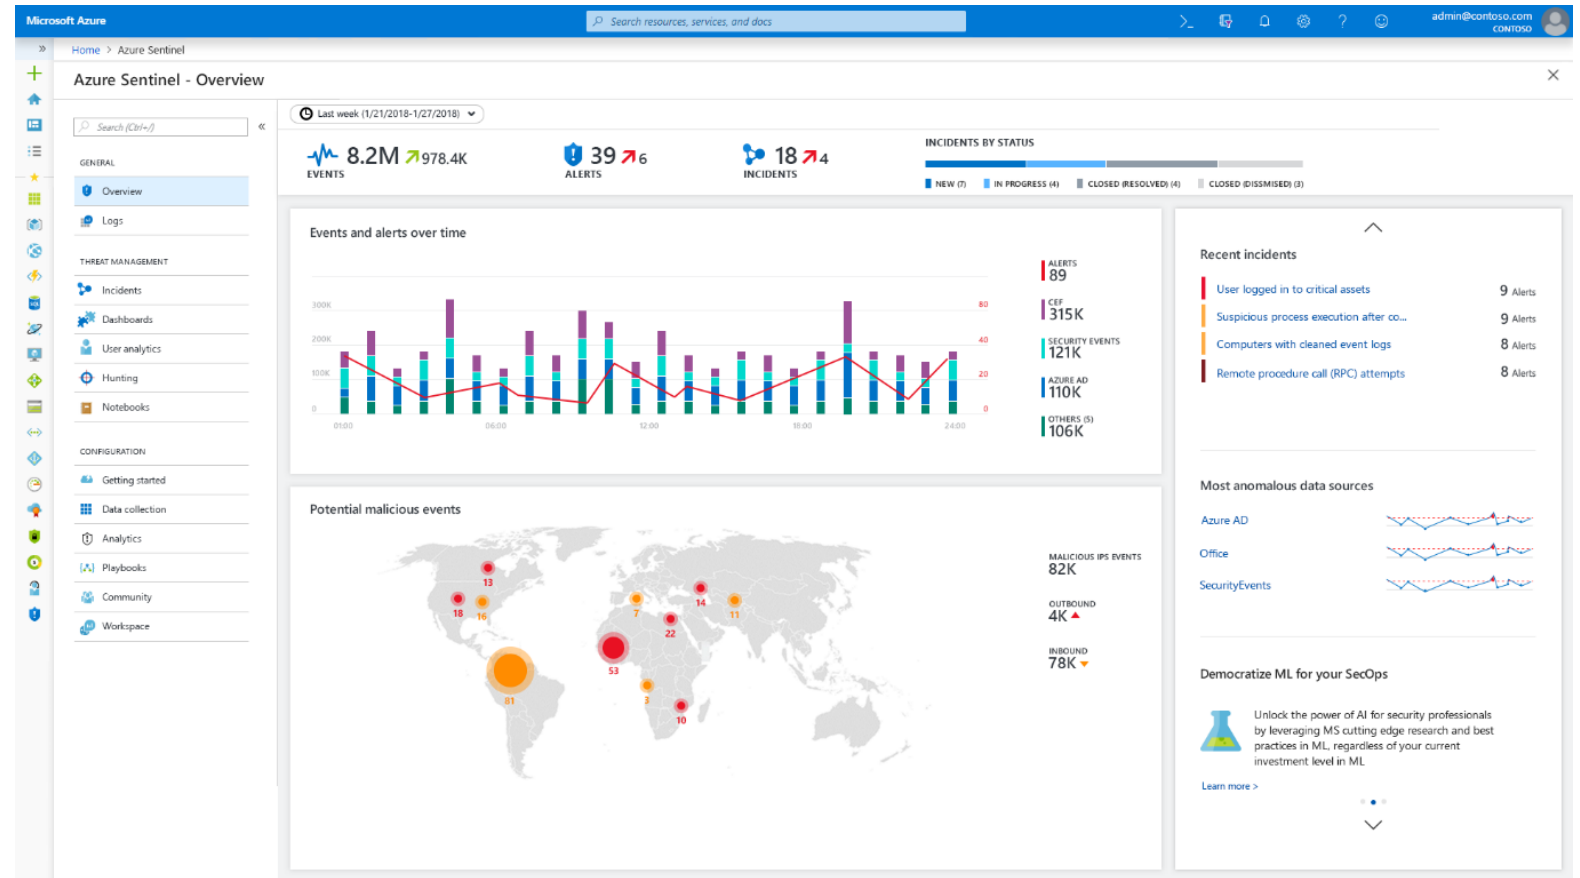 Microsoft Azure
Search resources, services, and docs
admin@contoso.com
CONTOSO
Home > Azure Sentinel
Azure Sentinel - Overview
Search (Ctrl+/)
GENERAL
Overview
Logs
THREAT MANAGEMENT
Incidents
Dashboards
User analytics
Hunting
Notebooks
CONFIGURATION
Getting started
Data collection
Analytics
Playbooks
Community
Workspace
Last week (1/21/2018-1/27/2018)
8.2M 978.4K
EVENTS
39 6
ALERTS
18 4
INCIDENTS
INCIDENTS BY STATUS
NEW (7) IN PROGRESS (4) CLOSED (RESOLVED) (4) CLOSED (DISSMISED) (3)
Events and alerts over time
300K
200K
100K
0
80
40
20
0
01:00 06:00 12:00 18:00 24:00
ALERTS
89
CEF
315K
SECURITY EVENTS
121K
AZURE AD
110K
OTHERS (5)
106K
Potential malicious events
13
18
16
81
7
14
11
22
53
3
10
MALICIOUS IPS EVENTS
82K
OUTBOUND
4K
INBOUND
78K
Recent incidents
User logged in to critical assets 9 Alerts
Suspicious process execution after co... 9 Alerts
Computers with cleaned event logs 8 Alerts
Remote procedure call (RPC) attempts 8 Alerts
Most anomalous data sources
Azure AD
Office
SecurityEvents
Democratize ML for your SecOps
Unlock the power of AI for security professionals
by leveraging MS cutting edge research and best
practices in ML, regardless of your current
investment level in ML
Learn more >